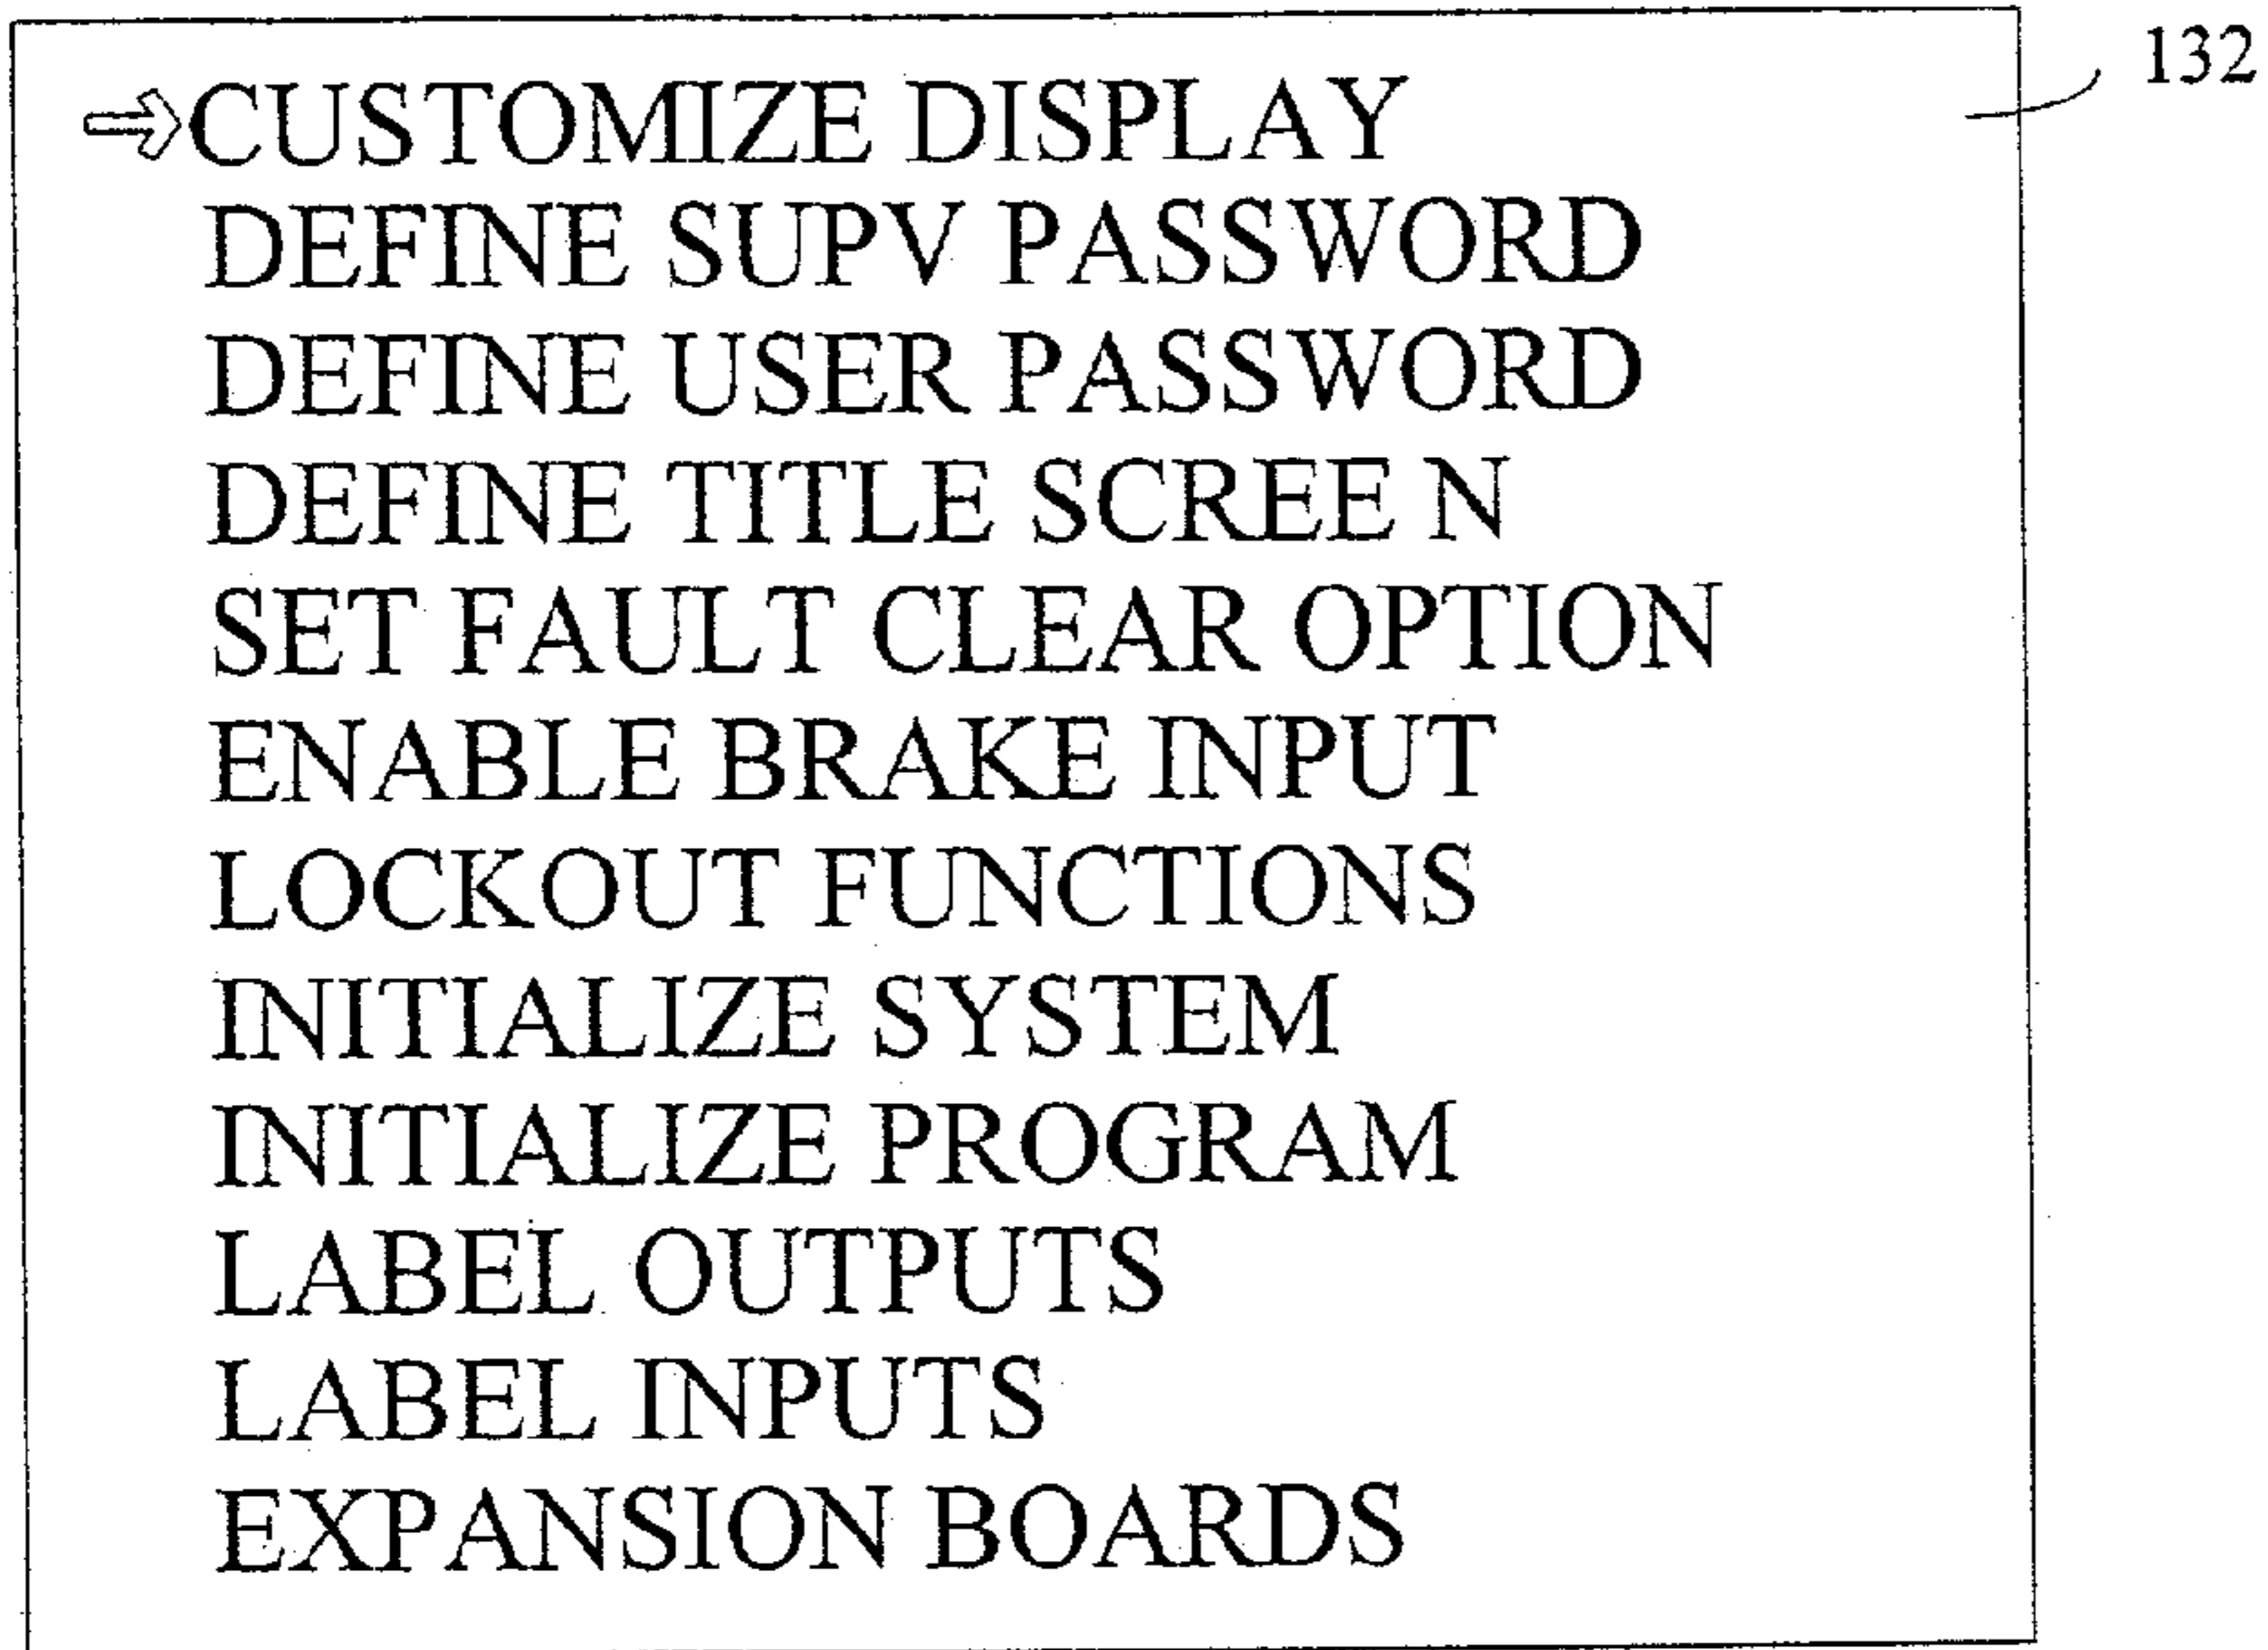 132
⇨CUSTOMIZE DISPLAY
DEFINE SUPV PASSWORD
DEFINE USER PASSWORD
DEFINE TITLE SCREE N
SET FAULT CLEAR OPTION
ENABLE BRAKE INPUT
LOCKOUT FUNCTIONS
INITIALIZE SYSTEM
INITIALIZE PROGRAM
LABEL OUTPUTS
LABEL INPUTS
EXPANSION BOARDS